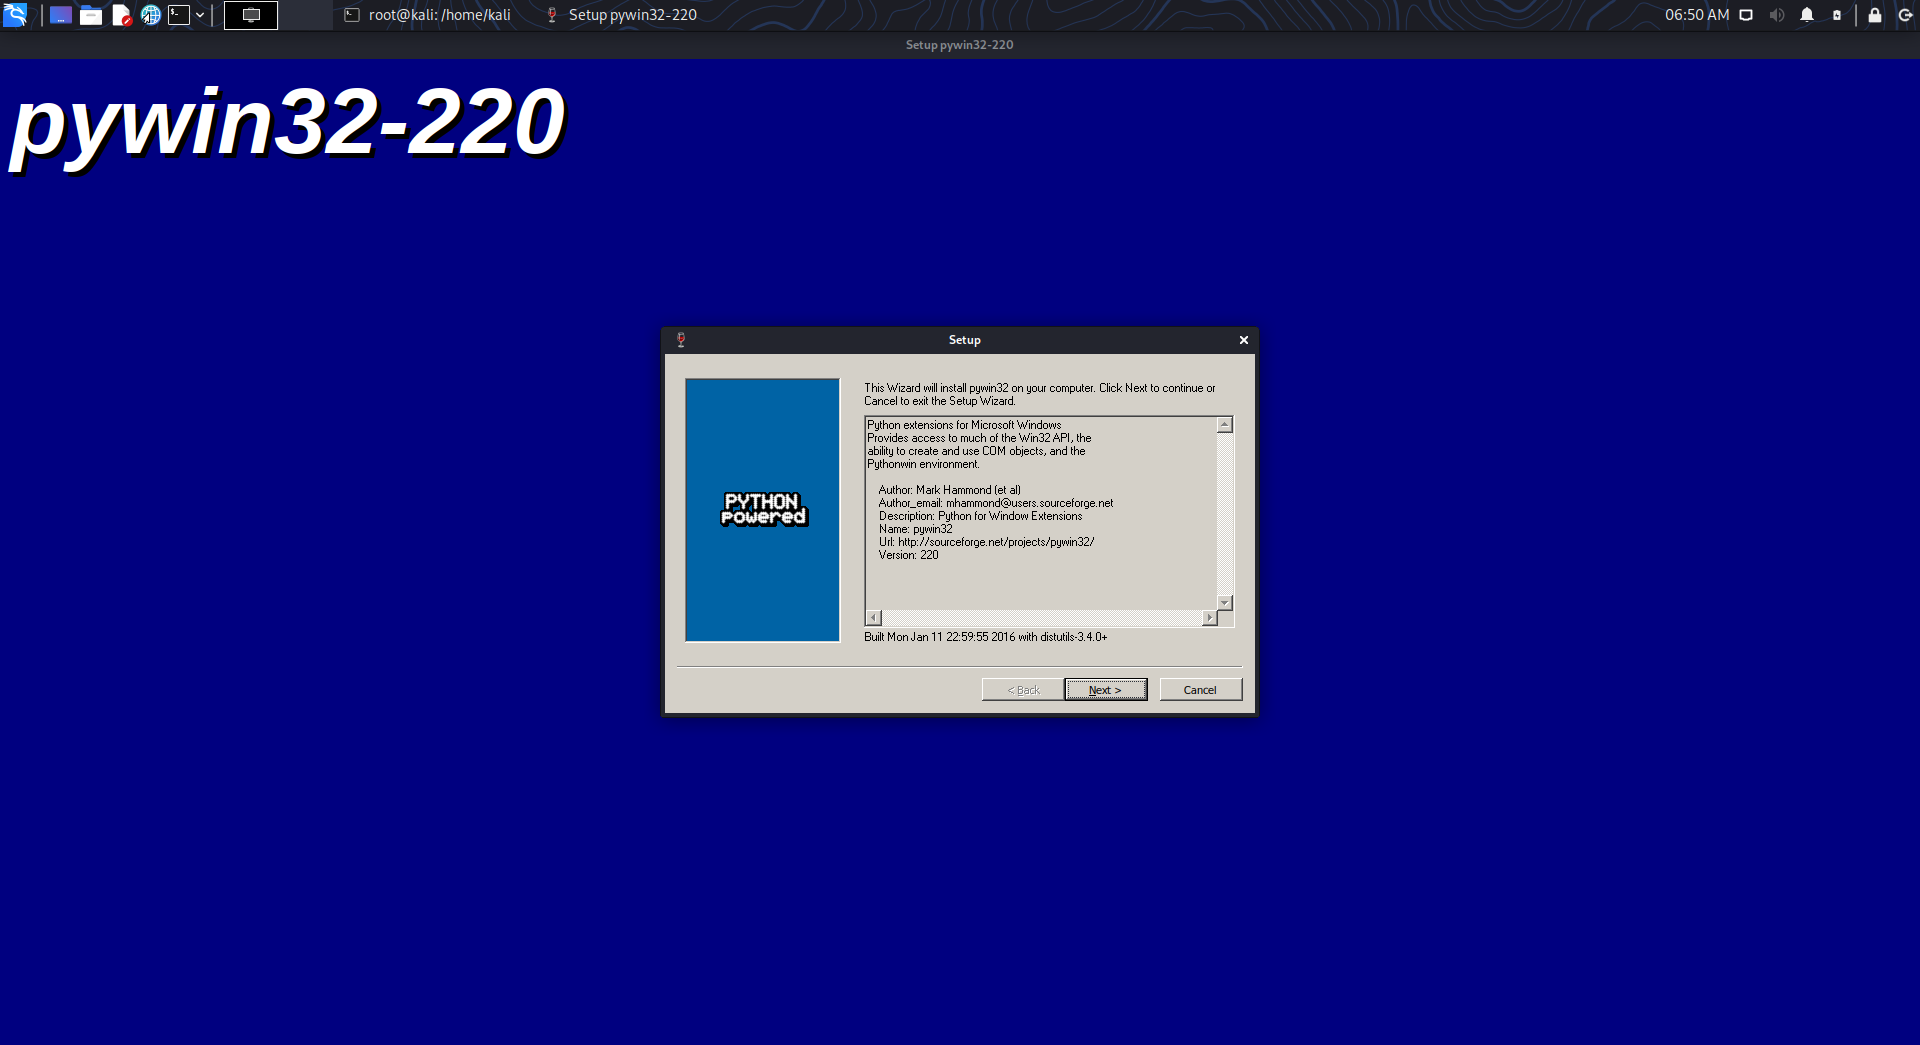 root@kali: /home/kali
Setup pywin32-220
06:50 AM
Setup pywin32-220
pywin32-220
Setup
This Wizard will install pywin32 on your computer. Click Next to continue or
Cancel to exit the Setup Wizard.
Python extensions for Microsoft Windows
Provides access to much of the Win32 API, the
ability to create and use COM objects, and the
Pythonwin environment.
Author: Mark Hammond (et al)
Author_email: mhammond@users.sourceforge.net
Description: Python for Window Extensions
Name: pywin32
Url: http://sourceforge.net/projects/pywin32/
Version: 220
PYTHON
powered
Built Mon Jan 11 22:59:55 2016 with distutils-3.4.0+
< Back
Next >
Cancel